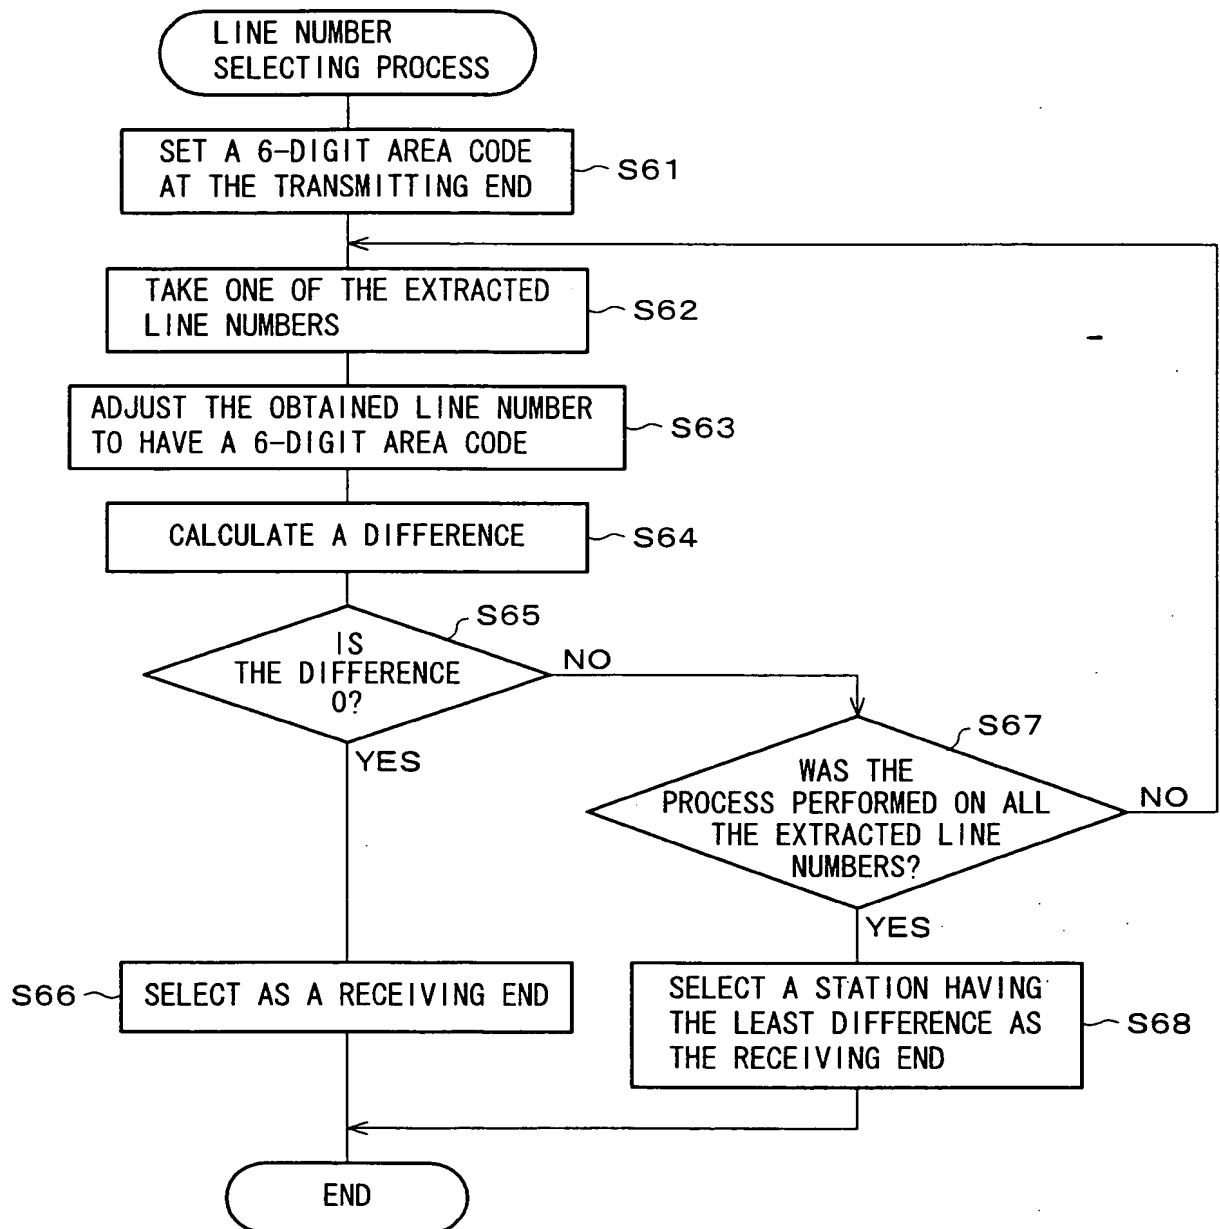 LINE NUMBER
SELECTING PROCESS
SET A 6-DIGIT AREA CODE
AT THE TRANSMITTING END
S61
TAKE ONE OF THE EXTRACTED
LINE NUMBERS
S62
ADJUST THE OBTAINED LINE NUMBER
TO HAVE A 6-DIGIT AREA CODE
S63
CALCULATE A DIFFERENCE
S64
S65
IS
THE DIFFERENCE
0?
NO
YES
S67
WAS THE
PROCESS PERFORMED ON ALL
THE EXTRACTED LINE
NUMBERS?
NO
YES
S66
SELECT AS A RECEIVING END
SELECT A STATION HAVING
THE LEAST DIFFERENCE AS
THE RECEIVING END
S68
END